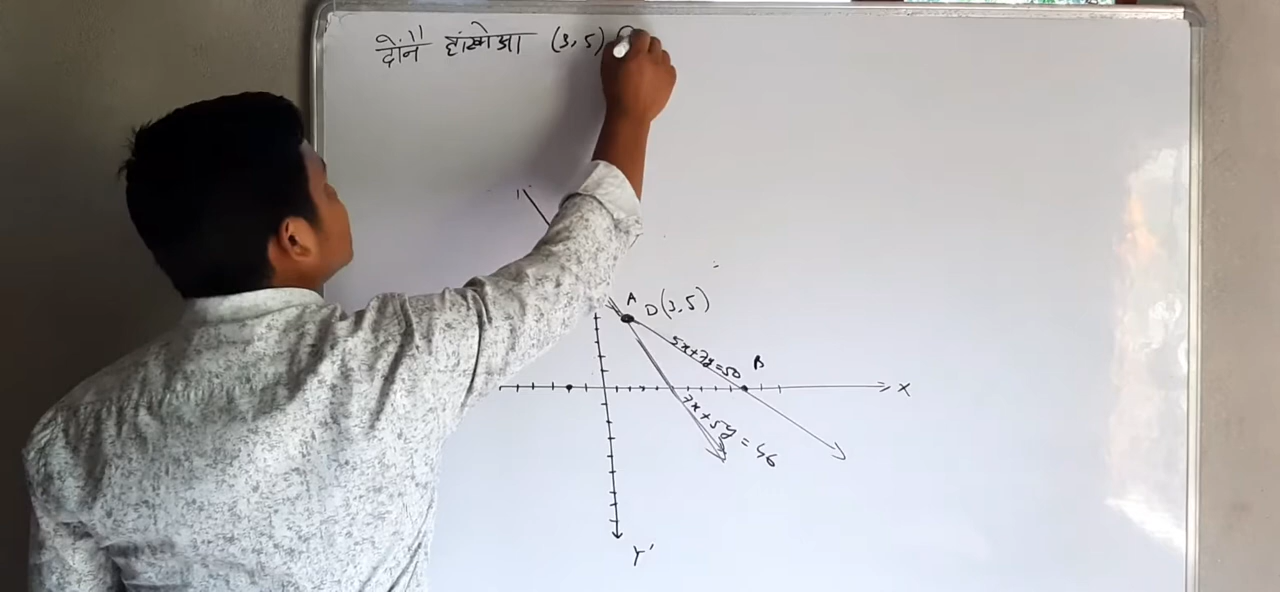 दोंनों (3, 5)
A
D(3, 5)
5x+7y=50
B
X
7x+5y=46
Y'